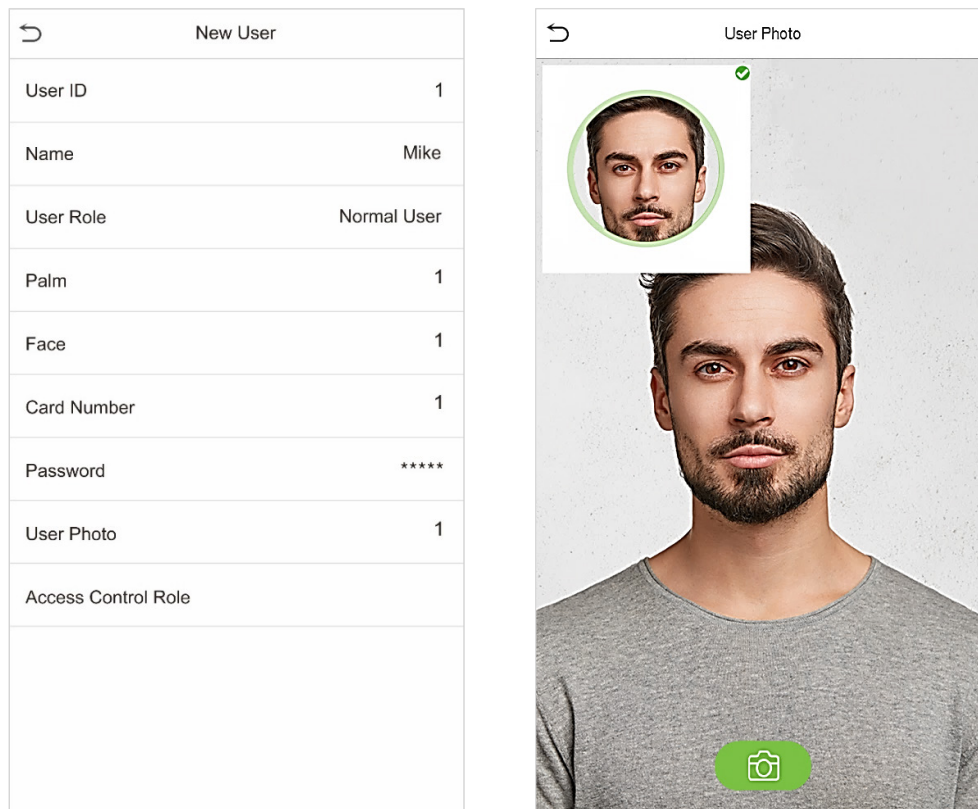 New User
User ID 1
Name Mike
User Role Normal User
Palm 1
Face 1
Card Number 1
Password *****
User Photo 1
Access Control Role
User Photo